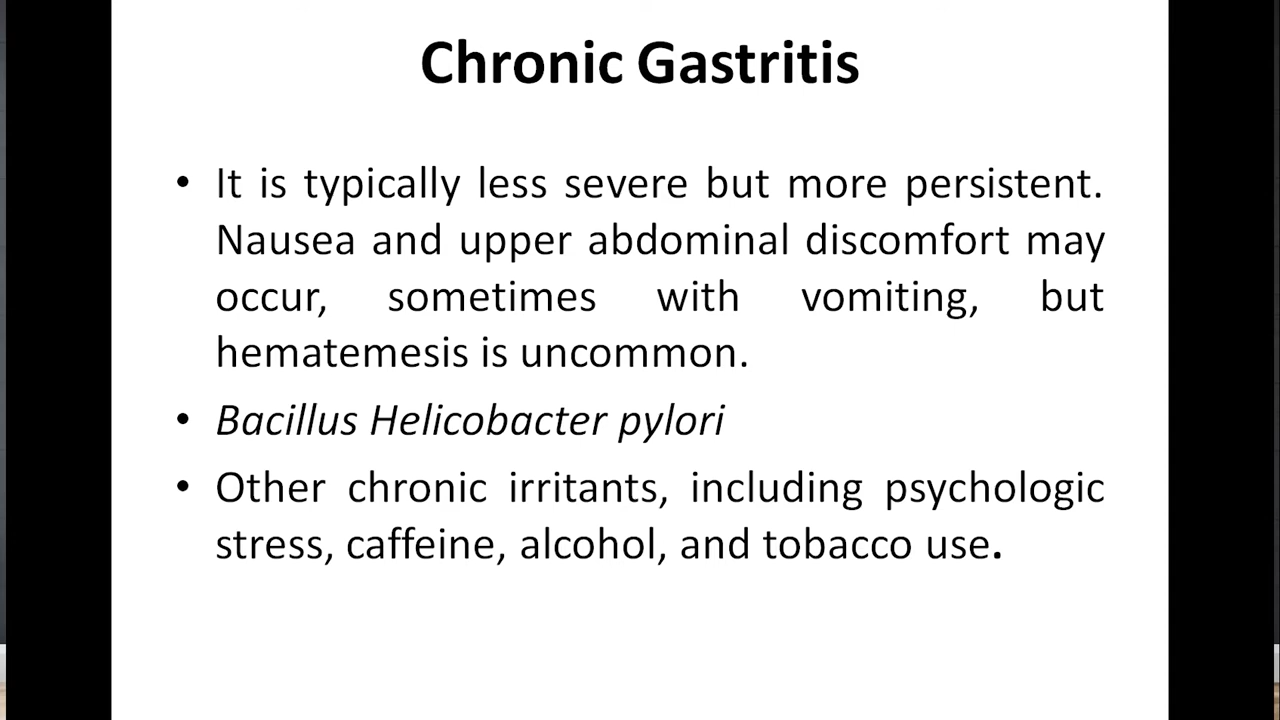 Chronic Gastritis
• It is typically less severe but more persistent.
Nausea and upper abdominal discomfort may
occur, sometimes with vomiting, but
hematemesis is uncommon.
• Bacillus Helicobacter pylori
• Other chronic irritants, including psychologic
stress, caffeine, alcohol, and tobacco use.